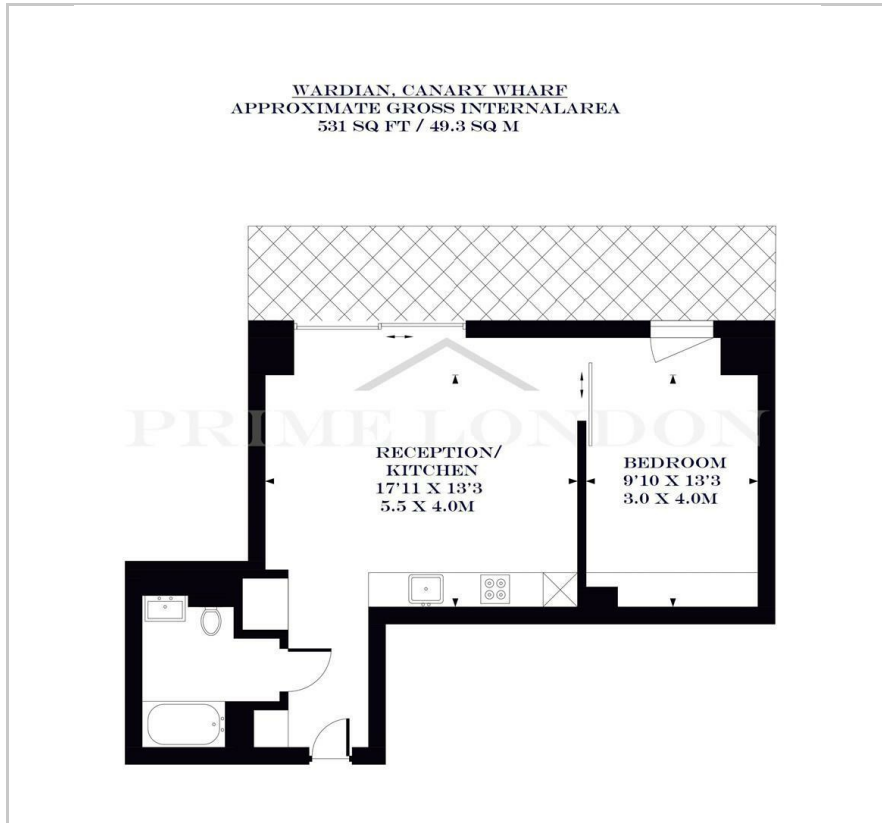 WARDIAN, CANARY WHARF
APPROXIMATE GROSS INTERNALAREA
531 SQ FT / 49.3 SQ M
PRIME LONDON
RECEPTION/
KITCHEN
17'11 X 13'3
5.5 X 4.0M
BEDROOM
9'10 X 13'3
3.0 X 4.0M